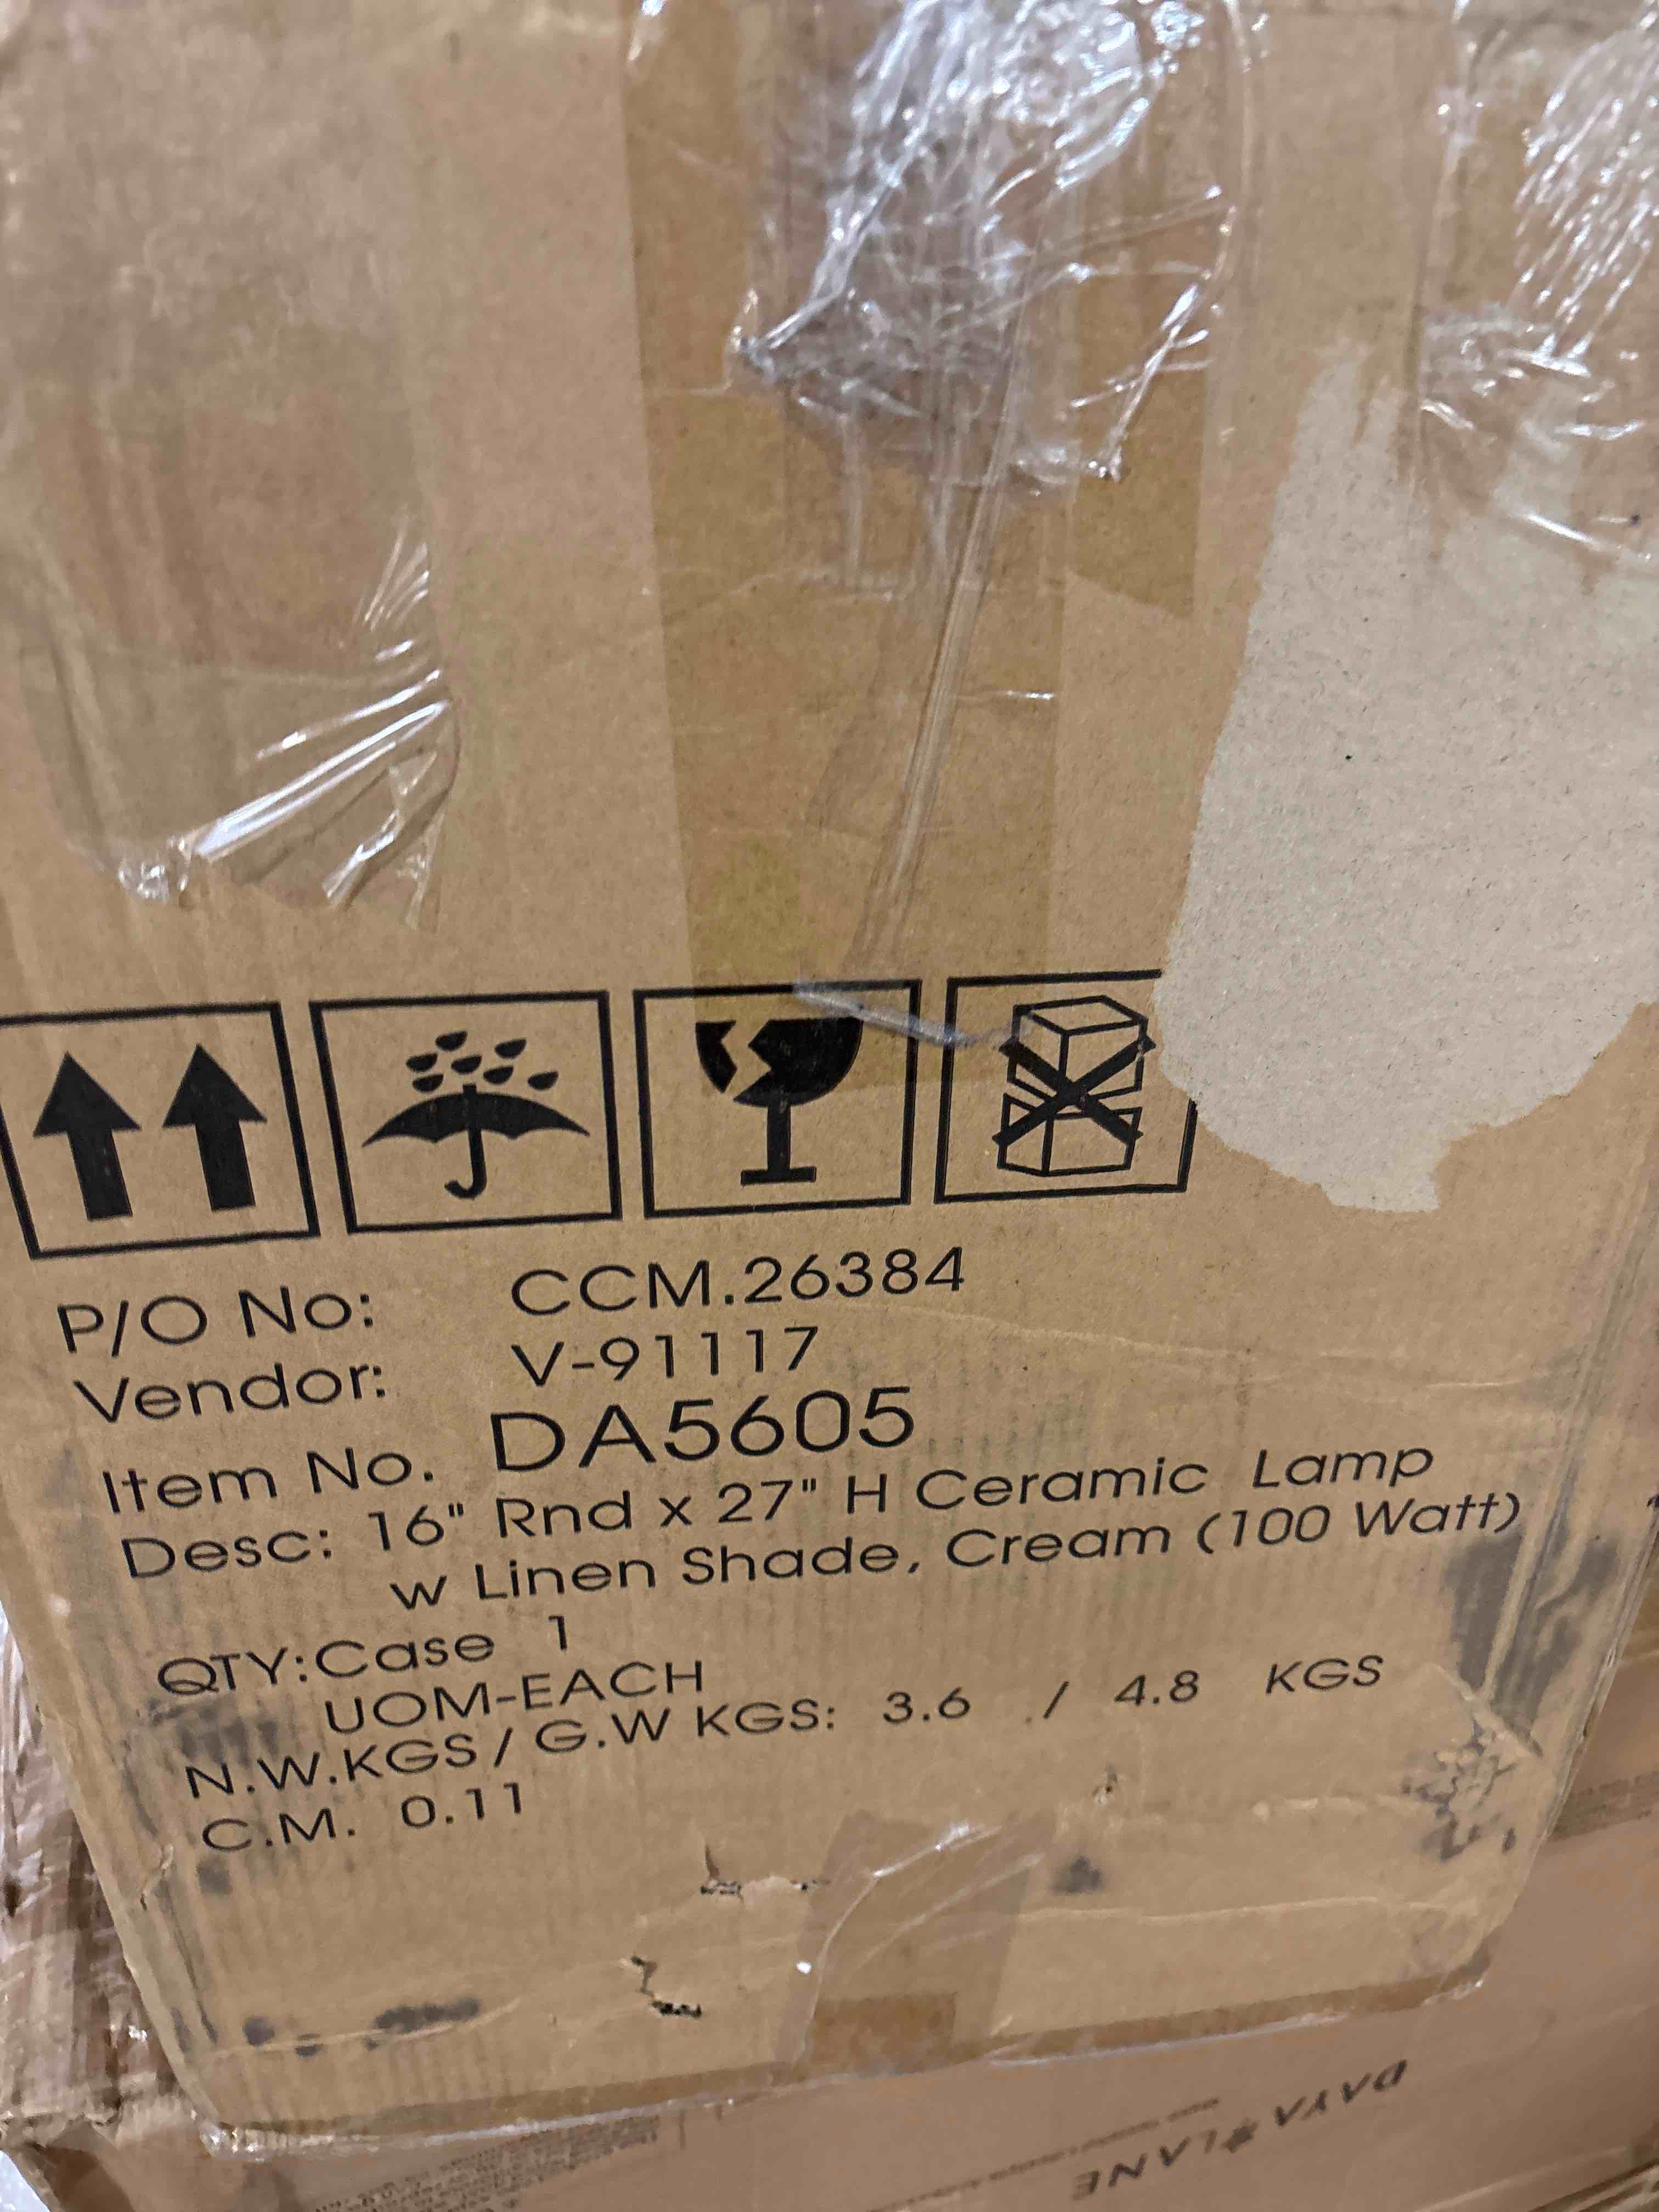 P/O No: CCM.26384
Vendor: V-91117
Item No. DA5605
Desc: 16" Rnd x 27" H Ceramic Lamp
w Linen Shade, Cream (100 Watt)
QTY:Case 1
UOM-EACH
N.W.KGS / G.W KGS: 3.6 / 4.8 KGS
C.M. 0.11